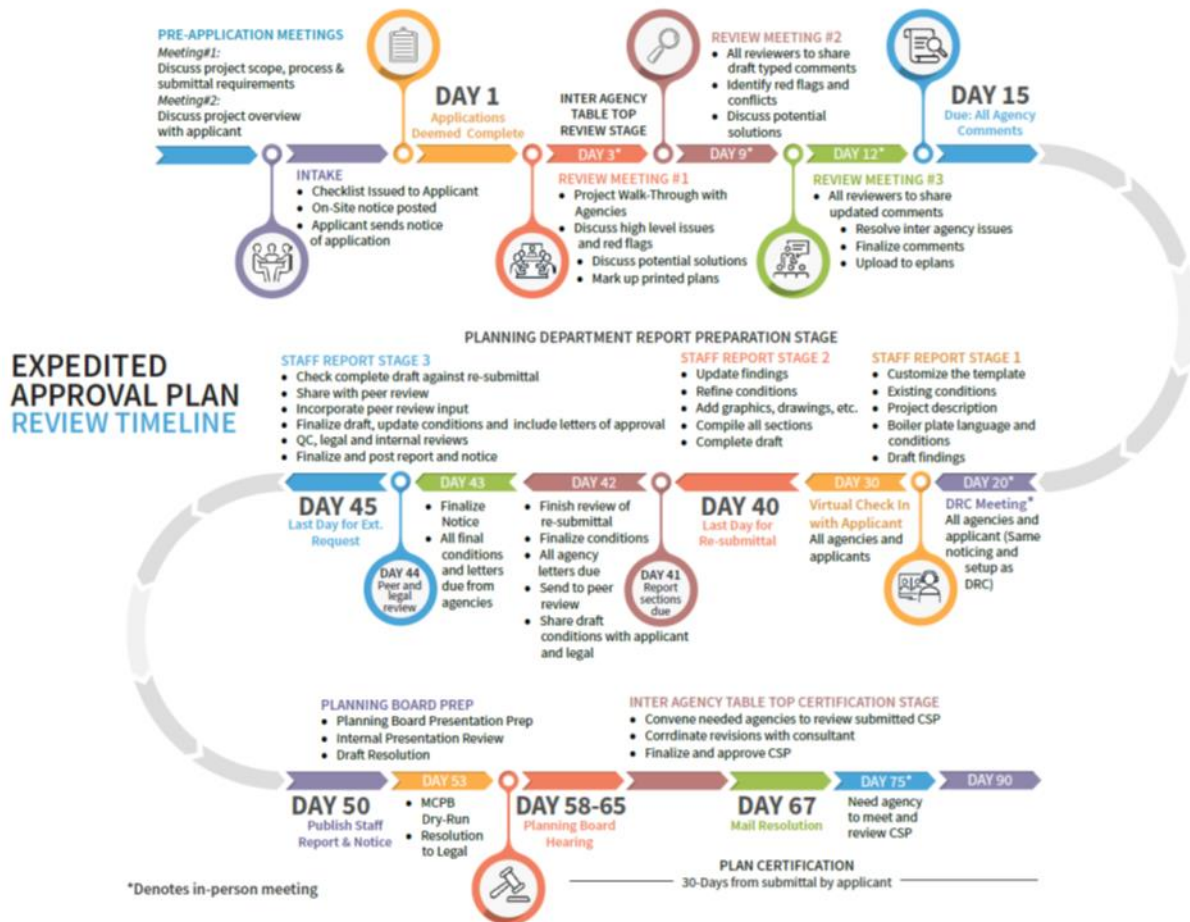 PRE-APPLICATION MEETINGS
Meeting#1:
Discuss project scope, process &
submittal requirements
Meeting#2:
Discuss project overview
with applicant
DAY 1
Applications
Deemed Complete
INTER AGENCY
TABLE TOP
REVIEW STAGE
REVIEW MEETING #2
• All reviewers to share
draft typed comments
• Identify red flags and
conflicts
• Discuss potential
solutions
DAY 15
Due: All Agency
Comments
DAY 3*
DAY 9*
DAY 12*
INTAKE
• Checklist Issued to Applicant
• On-Site notice posted
• Applicant sends notice
of application
REVIEW MEETING #1
• Project Walk-Through with
Agencies
• Discuss high level issues
and red flags
• Discuss potential solutions
• Mark up printed plans
REVIEW MEETING #3
• All reviewers to share
updated comments
• Resolve inter agency issues
• Finalize comments
• Upload to eplans
EXPEDITED
APPROVAL PLAN
REVIEW TIMELINE
PLANNING DEPARTMENT REPORT PREPARATION STAGE
STAFF REPORT STAGE 3
• Check complete draft against re-submittal
• Share with peer review
• Incorporate peer review input
• Finalize draft, update conditions and include letters of approval
• QC, legal and internal reviews
• Finalize and post report and notice
STAFF REPORT STAGE 2
• Update findings
• Refine conditions
• Add graphics, drawings, etc.
• Compile all sections
• Complete draft
STAFF REPORT STAGE 1
• Customize the template
• Existing conditions
• Project description
• Boiler plate language and
conditions
• Draft findings
DAY 43
DAY 42
DAY 30
DAY 20*
DAY 45
Last Day for Ext.
Request
DAY 44
Peer and
legal
review
• Finalize
Notice
• All final
conditions
and letters
due from
agencies
• Finish review of
re-submittal
• Finalize conditions
• All agency
letters due
• Send to peer
review
• Share draft
conditions with applicant
and legal
DAY 41
Report
sections
due
DAY 40
Last Day for
Re-submittal
Virtual Check In
with Applicant
All agencies and
applicants
DRC Meeting*
All agencies and
applicant (Same
noticing and
setup as
DRC)
PLANNING BOARD PREP
• Planning Board Presentation Prep
• Internal Presentation Review
• Draft Resolution
INTER AGENCY TABLE TOP CERTIFICATION STAGE
• Convene needed agencies to review submitted CSP
• Corrdinate revisions with consultant
• Finalize and approve CSP
DAY 53
DAY 75*
DAY 90
DAY 50
Publish Staff
Report & Notice
• MCPB
Dry-Run
• Resolution
to Legal
DAY 58-65
Planning Board
Hearing
DAY 67
Mail Resolution
Need agency
to meet and
review CSP
PLAN CERTIFICATION
30-Days from submittal by applicant
*Denotes in-person meeting